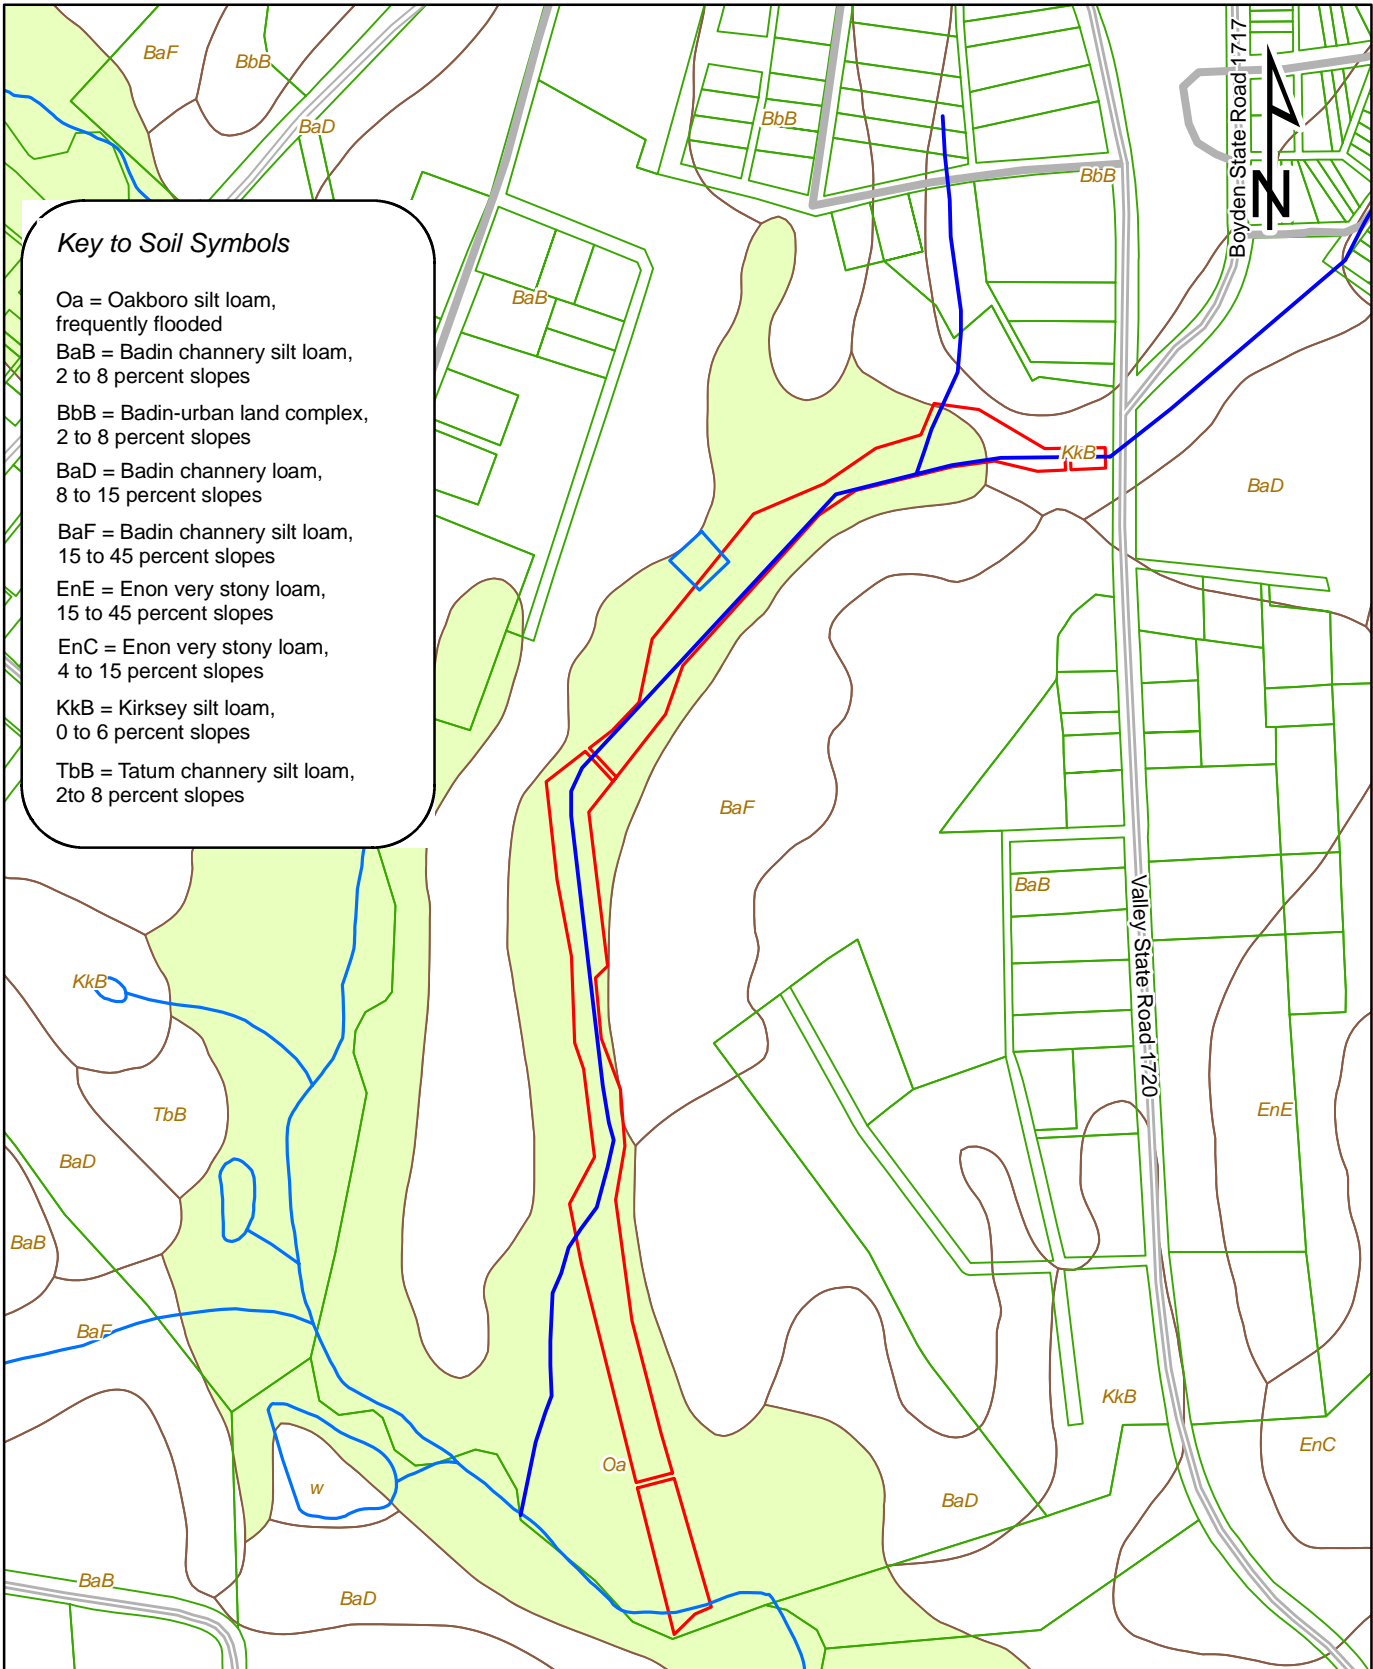 BaF
BbB
BaD
BbB
BbB
Boyden State Road 1717
N
Key to Soil Symbols
Oa = Oakboro silt loam,
frequently flooded
BaB = Badin channery silt loam,
2 to 8 percent slopes
BbB = Badin-urban land complex,
2 to 8 percent slopes
BaD = Badin channery loam,
8 to 15 percent slopes
BaF = Badin channery silt loam,
15 to 45 percent slopes
EnE = Enon very stony loam,
15 to 45 percent slopes
EnC = Enon very stony loam,
4 to 15 percent slopes
KkB = Kirksey silt loam,
0 to 6 percent slopes
TbB = Tatum channery silt loam,
2to 8 percent slopes
BaB
KkB
BaD
BaF
BaB
Valley State Road 1720
KkB
TbB
EnE
BaD
BaB
BaF
KkB
EnC
Oa
w
BaD
BaB
BaD